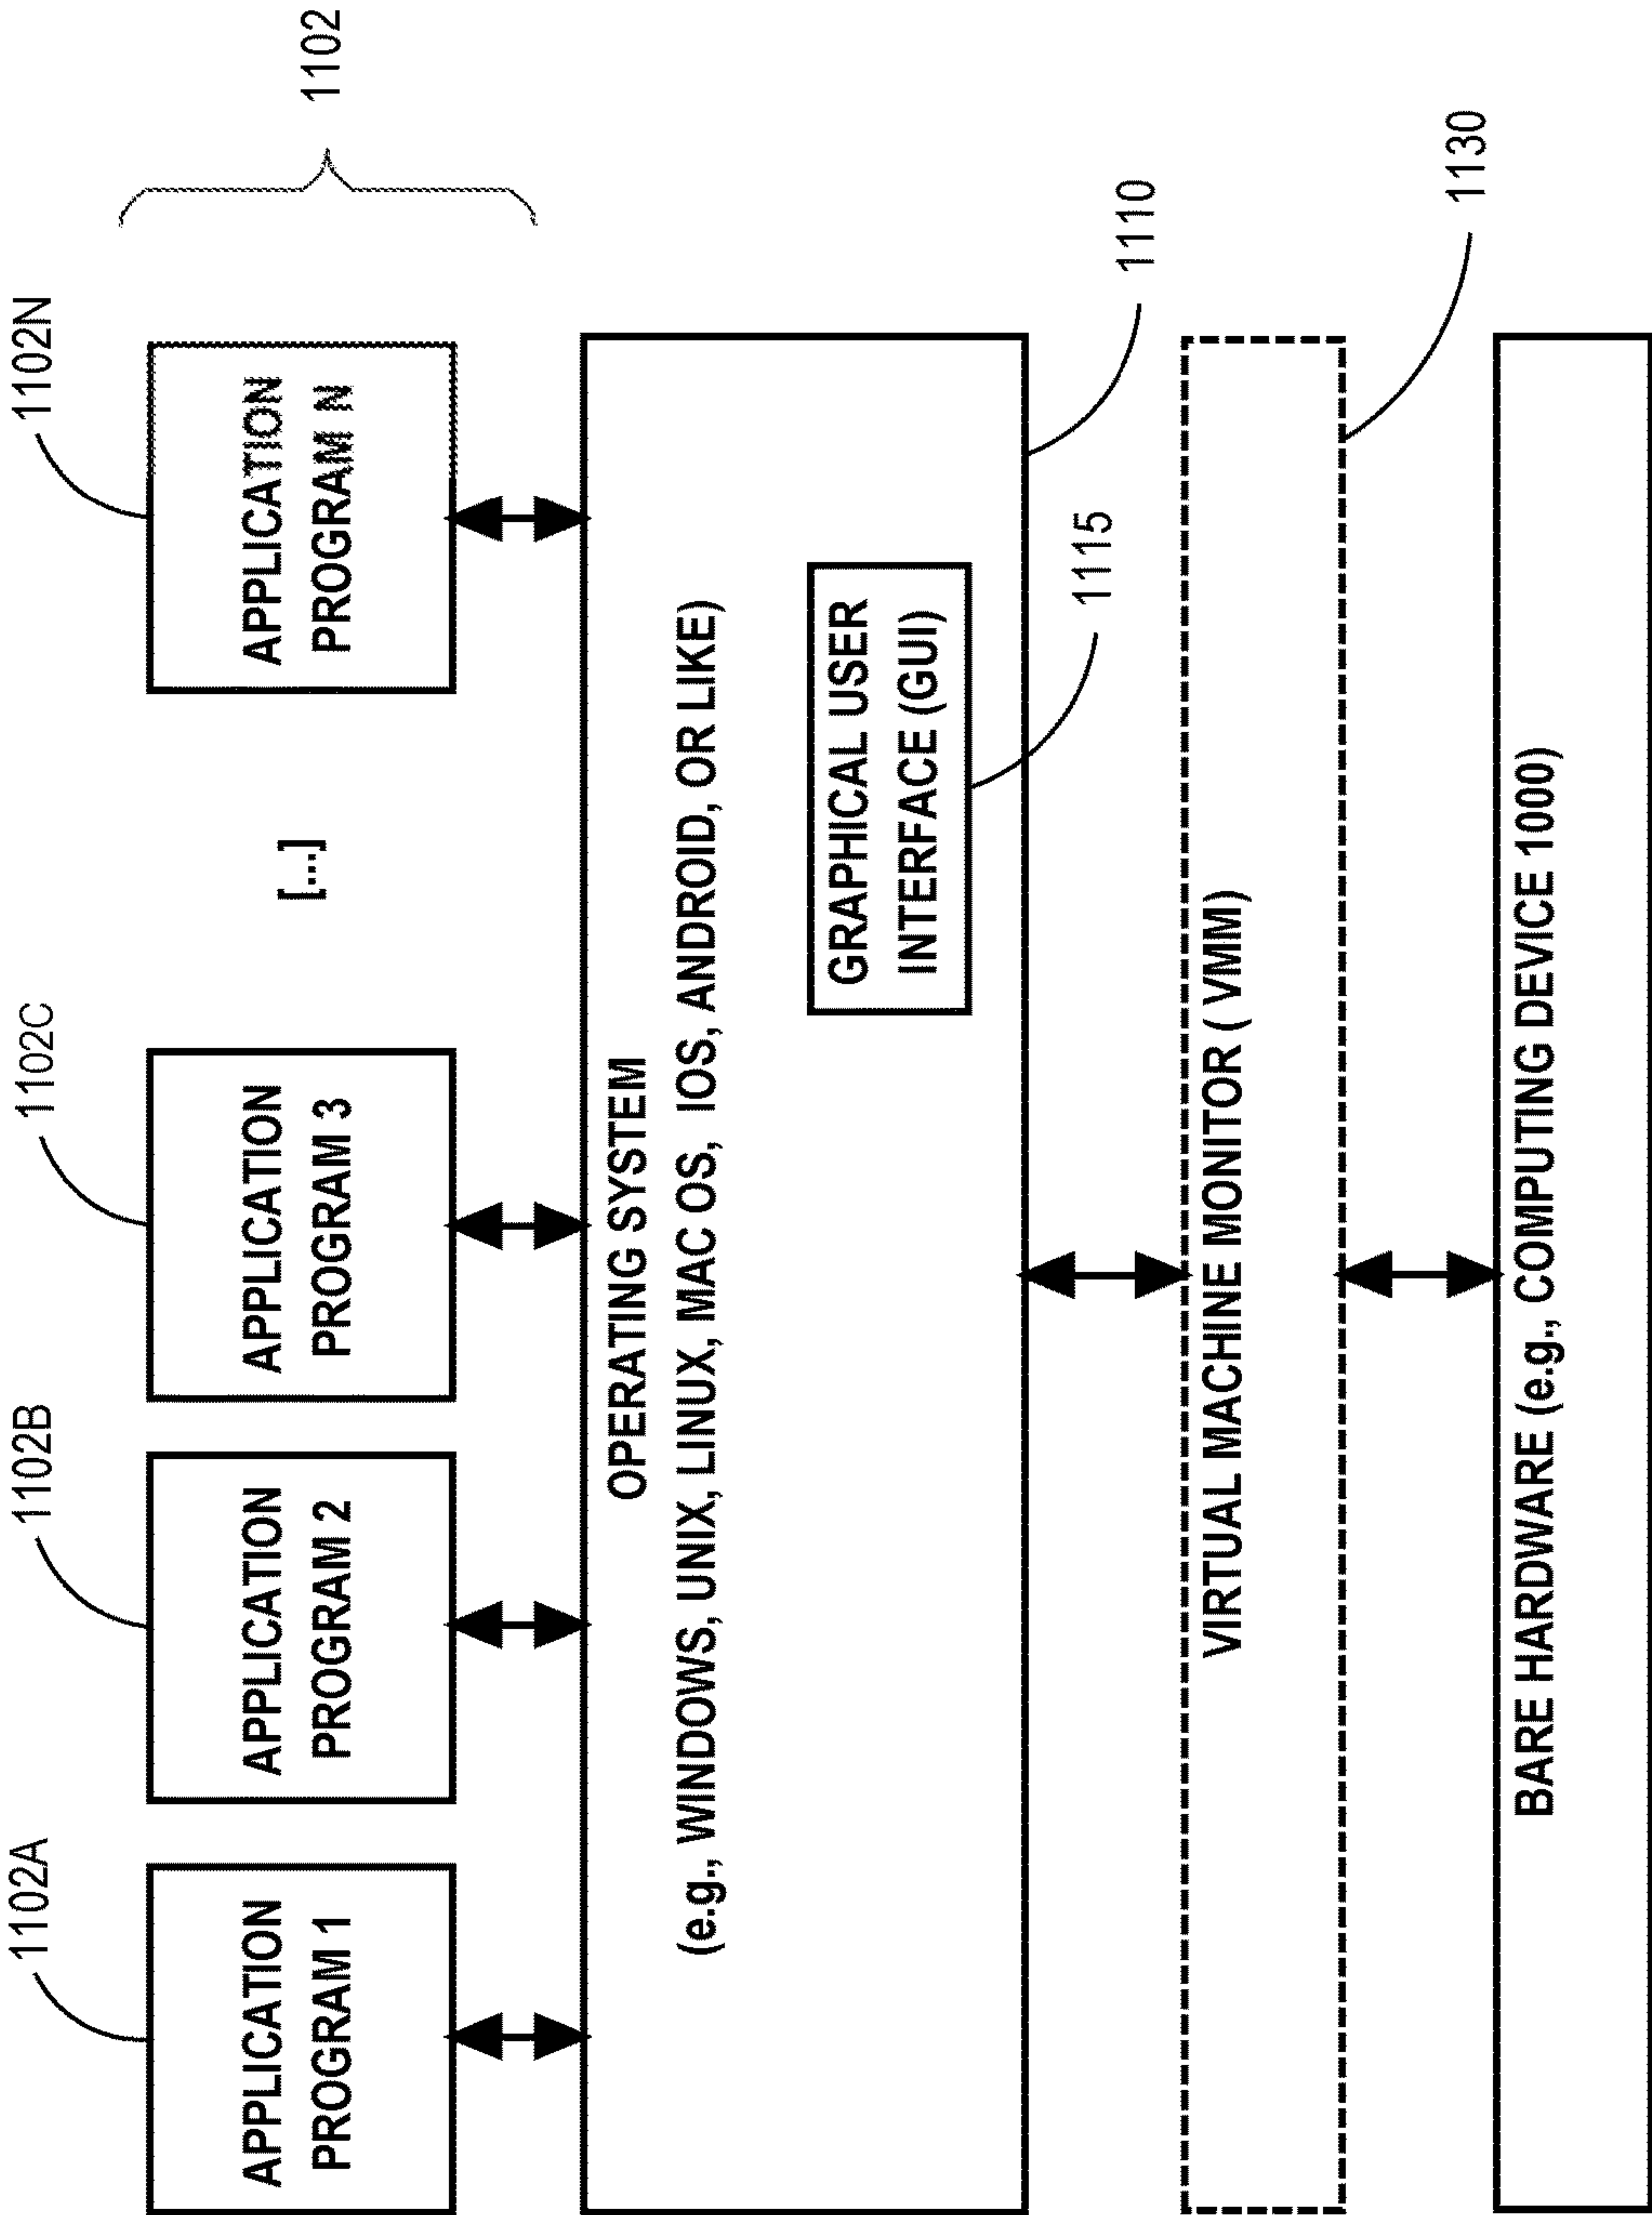 1102A
1102B
1102C
1102N
1102
APPLICATION
PROGRAM 1
APPLICATION
PROGRAM 2
APPLICATION
PROGRAM 3
[...]
APPLICATION
PROGRAM N
OPERATING SYSTEM
(e.g., WINDOWS, UNIX, LINUX, MAC OS, IOS, ANDROID, OR LIKE)
GRAPHICAL USER
INTERFACE (GUI)
1115
1110
VIRTUAL MACHINE MONITOR ( VMM)
1130
BARE HARDWARE (e.g., COMPUTING DEVICE 1000)